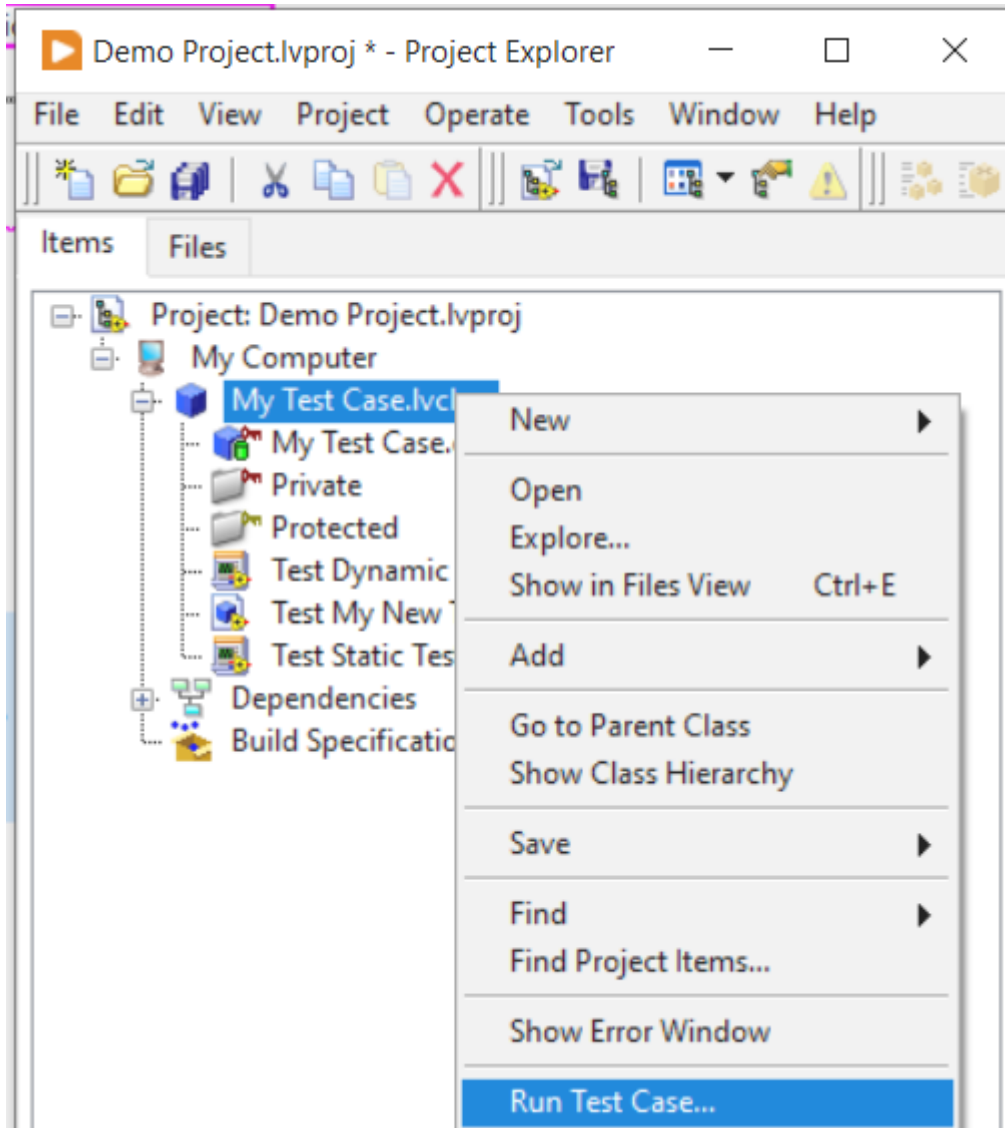 Demo Project.lvproj * - Project Explorer
File Edit View Project Operate Tools Window Help
Items Files
Project: Demo Project.lvproj
My Computer
My Test Case.
My Test Case.
Private
Protected
Test Dynamic
Test My New
Test Static
Dependencies
Build
New
Open
Explore...
Show in Files View Ctrl+E
Add
Go to Parent Class
Show Class Hierarchy
Save
Find
Find Project Items...
Show Error Window
Run Test Case...